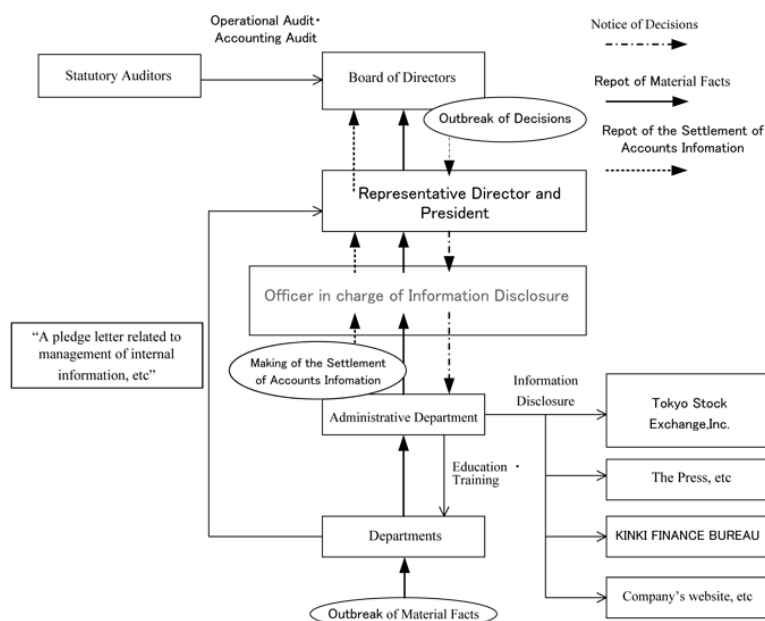 Operational Audit・
Accounting Audit
Statutory Auditors
Board of Directors
Notice of Decisions
Repot of Material Facts
Repot of the Settlement of
Accounts Infomation
Outbreak of Decisions
Representative Director and
President
Officer in charge of Information Disclosure
“A pledge letter related to
management of internal
information, etc”
Making of the Settlement
of Accounts Infomation
Administrative Department
Information
Disclosure
Tokyo Stock
Exchange,Inc.
Education・
Training
The Press, etc
Departments
KINKI FINANCE BUREAU
Company’s website, etc
Outbreak of Material Facts